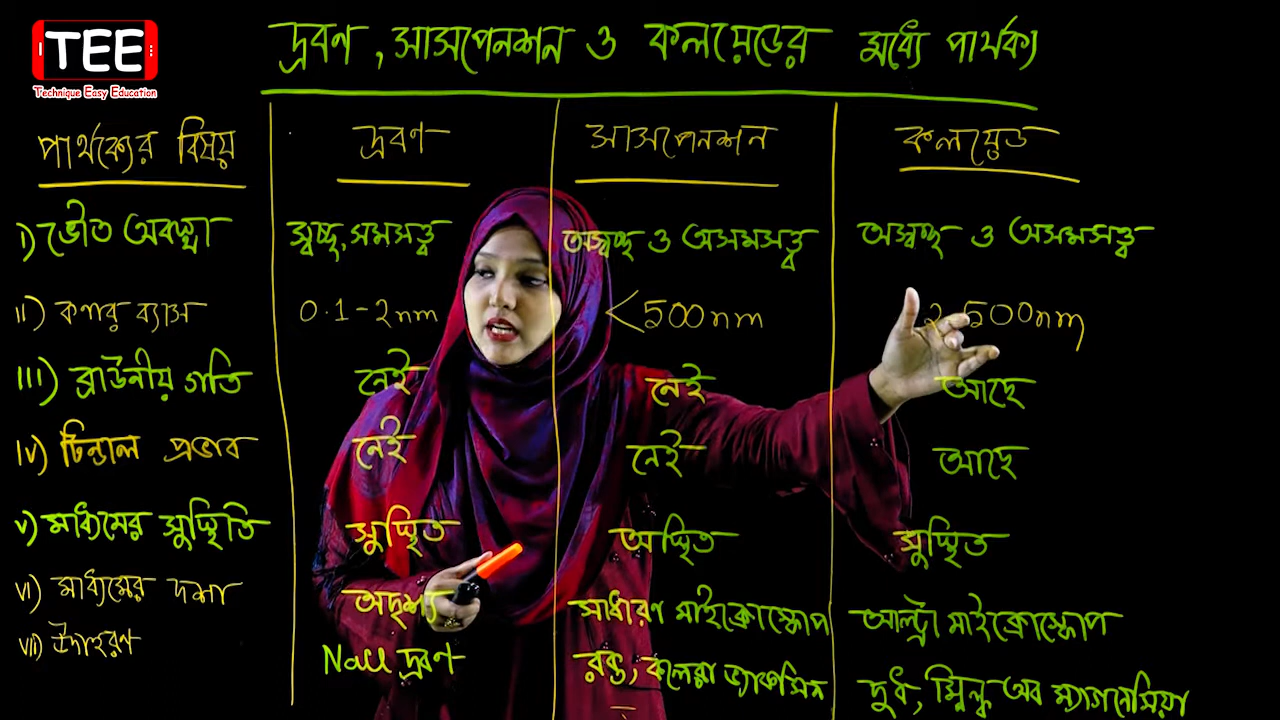 TEE
Technique Easy Education
দ্রবণ, সাসপেনশন ও কলয়েডের মধ্যে পার্থক্য
পার্থক্যের বিষয় দ্রবণ সাসপেনশন কলয়েড
i) ভৌত অবস্থা স্বচ্ছ, সমসত্ত্ব অস্বচ্ছ ও অসমসত্ত্ব অস্বচ্ছ ও অসমসত্ত্ব
ii) কণার ব্যাস 0.1-2nm <500nm 2-500nm
iii) ব্রাউনীয় গতি নেই নেই আছে
iv) টিন্ডাল প্রভাব নেই নেই আছে
v) মাধ্যমের সুস্থিতি সুস্থিত অস্থিত সুস্থিত
vi) মাধ্যমের দশা অদৃশ্য সাধারণ মাইক্রোস্কোপ আল্ট্রা মাইক্রোস্কোপ
vii) উদাহরণ NaCl দ্রবণ রক্ত, কলেরা ভ্যাকসিন দুধ, মিল্ক অব ম্যাগনেসিয়া